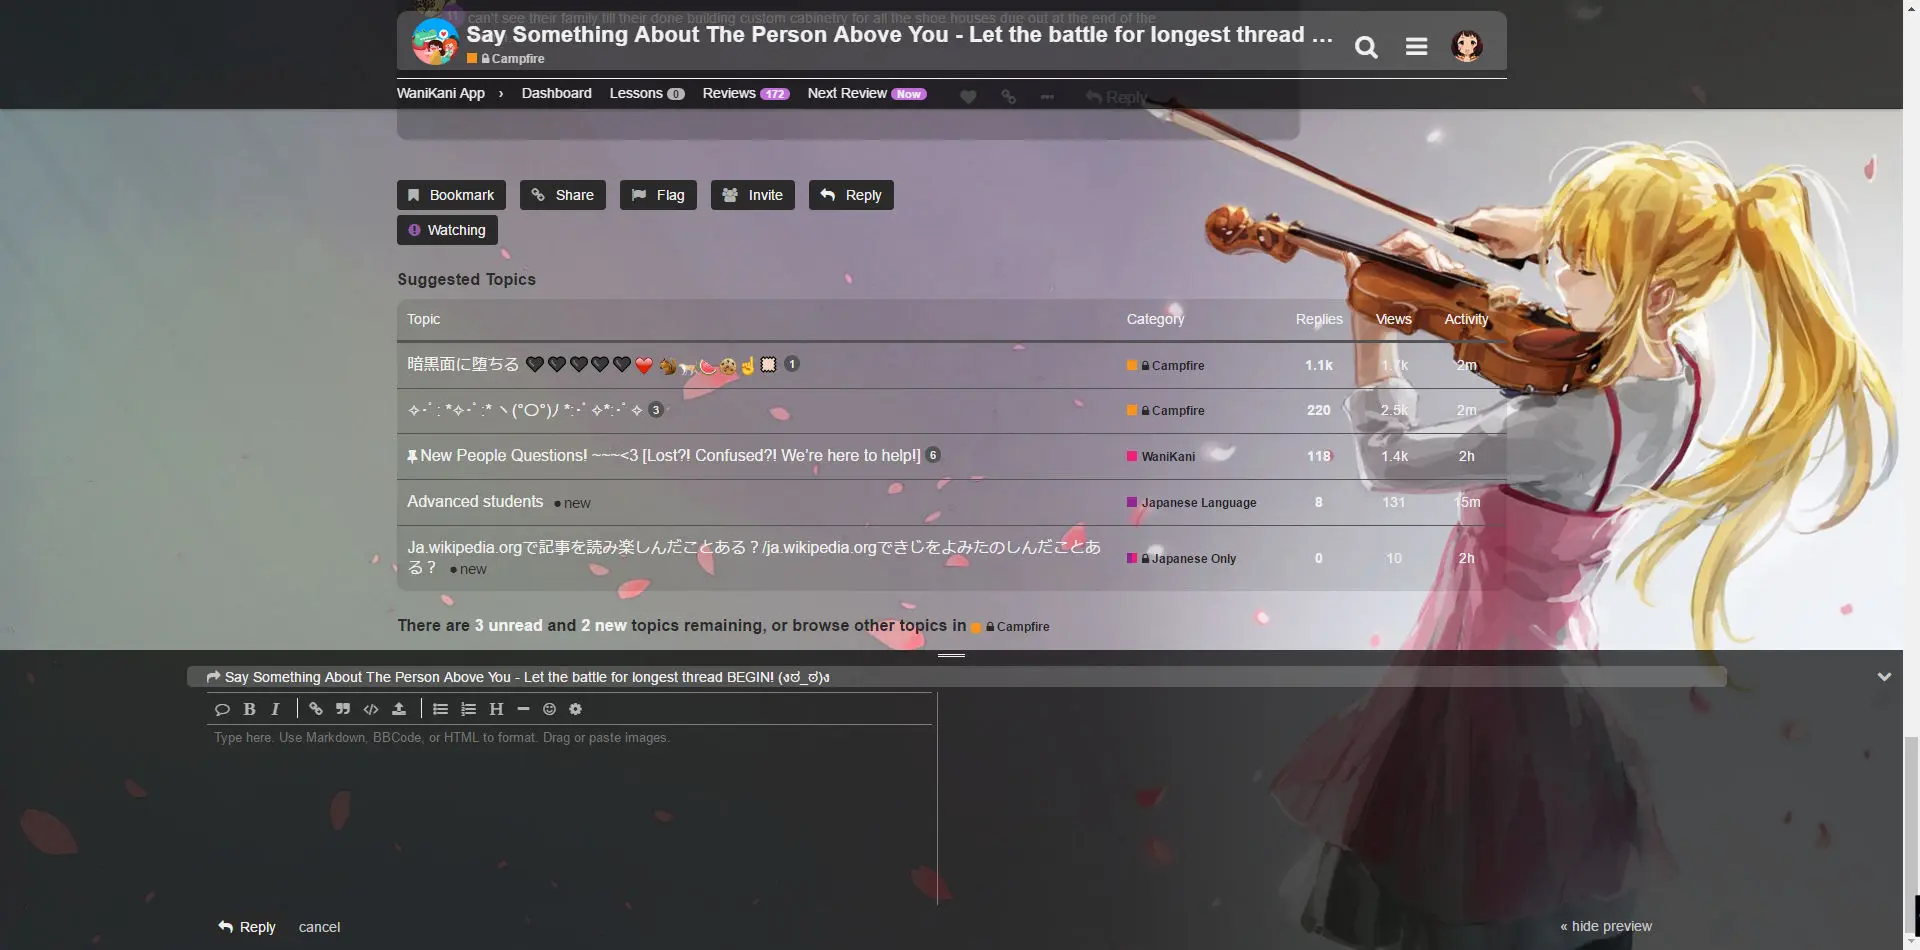 can't see their family till their done building custom cabinetry for all the shoe houses due out at the end of the
Say Something About The Person Above You - Let the battle for longest thread ...
Campfire
WaniKani App › Dashboard Lessons 0 Reviews 172 Next Review Now
Reply
Bookmark Share Flag Invite Reply
Watching
Suggested Topics
Topic Category Replies Views Activity
暗黒面に堕ちる 🖤🖤🖤🖤🖤❤️ 🐿️🐕🍉🍪☝️🖼️ 1 Campfire 1.1k 1.7k 2m
✧･ﾟ: *✧･ﾟ:* ヽ(°〇°)ﾉ *:･ﾟ✧*:･ﾟ✧ 3 Campfire 220 2.5k 2m
New People Questions! ~~~<3 [Lost?! Confused?! We're here to help!] 6 WaniKani 118 1.4k 2h
Advanced students • new Japanese Language 8 131 15m
Ja.wikipedia.orgで記事を読み楽しんだことある？/ja.wikipedia.orgできじをよみたのしんだことあ
る？ • new Japanese Only 0 10 2h
There are 3 unread and 2 new topics remaining, or browse other topics in Campfire
Say Something About The Person Above You - Let the battle for longest thread BEGIN! (งಠ_ಠ)ง
B I H
Type here. Use Markdown, BBCode, or HTML to format. Drag or paste images.
Reply cancel « hide preview